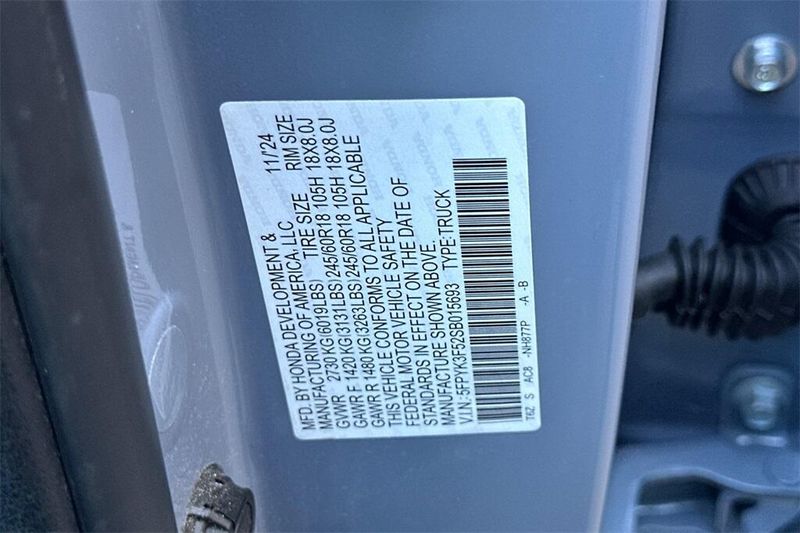 MFD. BY HONDA DEVELOPMENT & 11/'24
MANUFACTURING OF AMERICA, LLC TIRE SIZE RIM SIZE
GVWR 2730 KG(6019LBS)
GAWR F 1420 KG(3131LBS)245/60R18 105H 18X8.0J
GAWR R 1480 KG(3263LBS)245/60R18 105H 18X8.0J
THIS VEHICLE CONFORMS TO ALL APPLICABLE
FEDERAL MOTOR VEHICLE SAFETY
STANDARDS IN EFFECT ON THE DATE OF
MANUFACTURE SHOWN ABOVE.
V.I.N.:5FPYK3F52SB015693 TYPE:TRUCK
T6Z S AC8 -NH877P -A -B